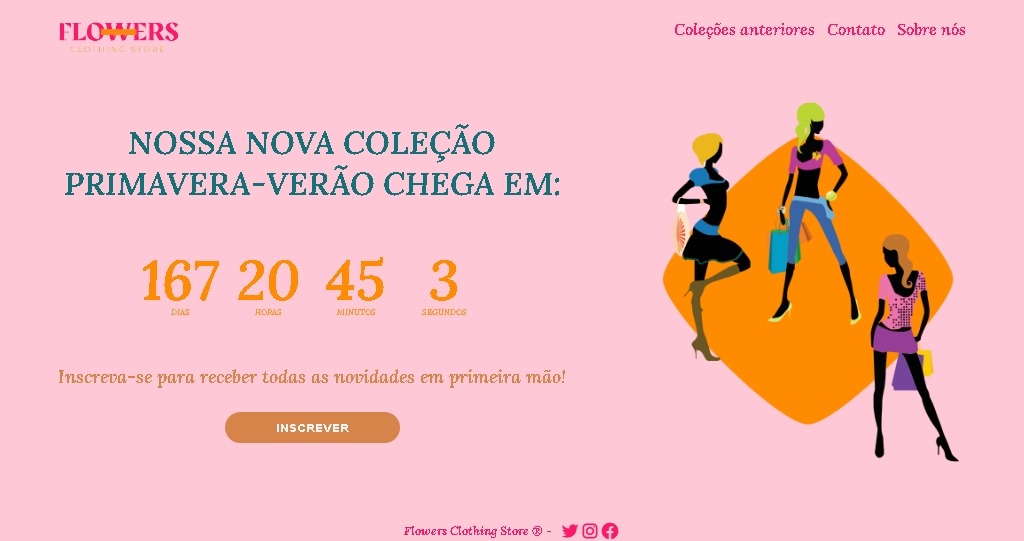 FLOWERS
CLOTHING STORE
Coleções anteriores Contato Sobre nós
NOSSA NOVA COLEÇÃO
PRIMAVERA-VERÃO CHEGA EM:
167 20 45 3
DIAS HORAS MINUTOS SEGUNDOS
Inscreva-se para receber todas as novidades em primeira mão!
INSCREVER
Flowers Clothing Store ® -